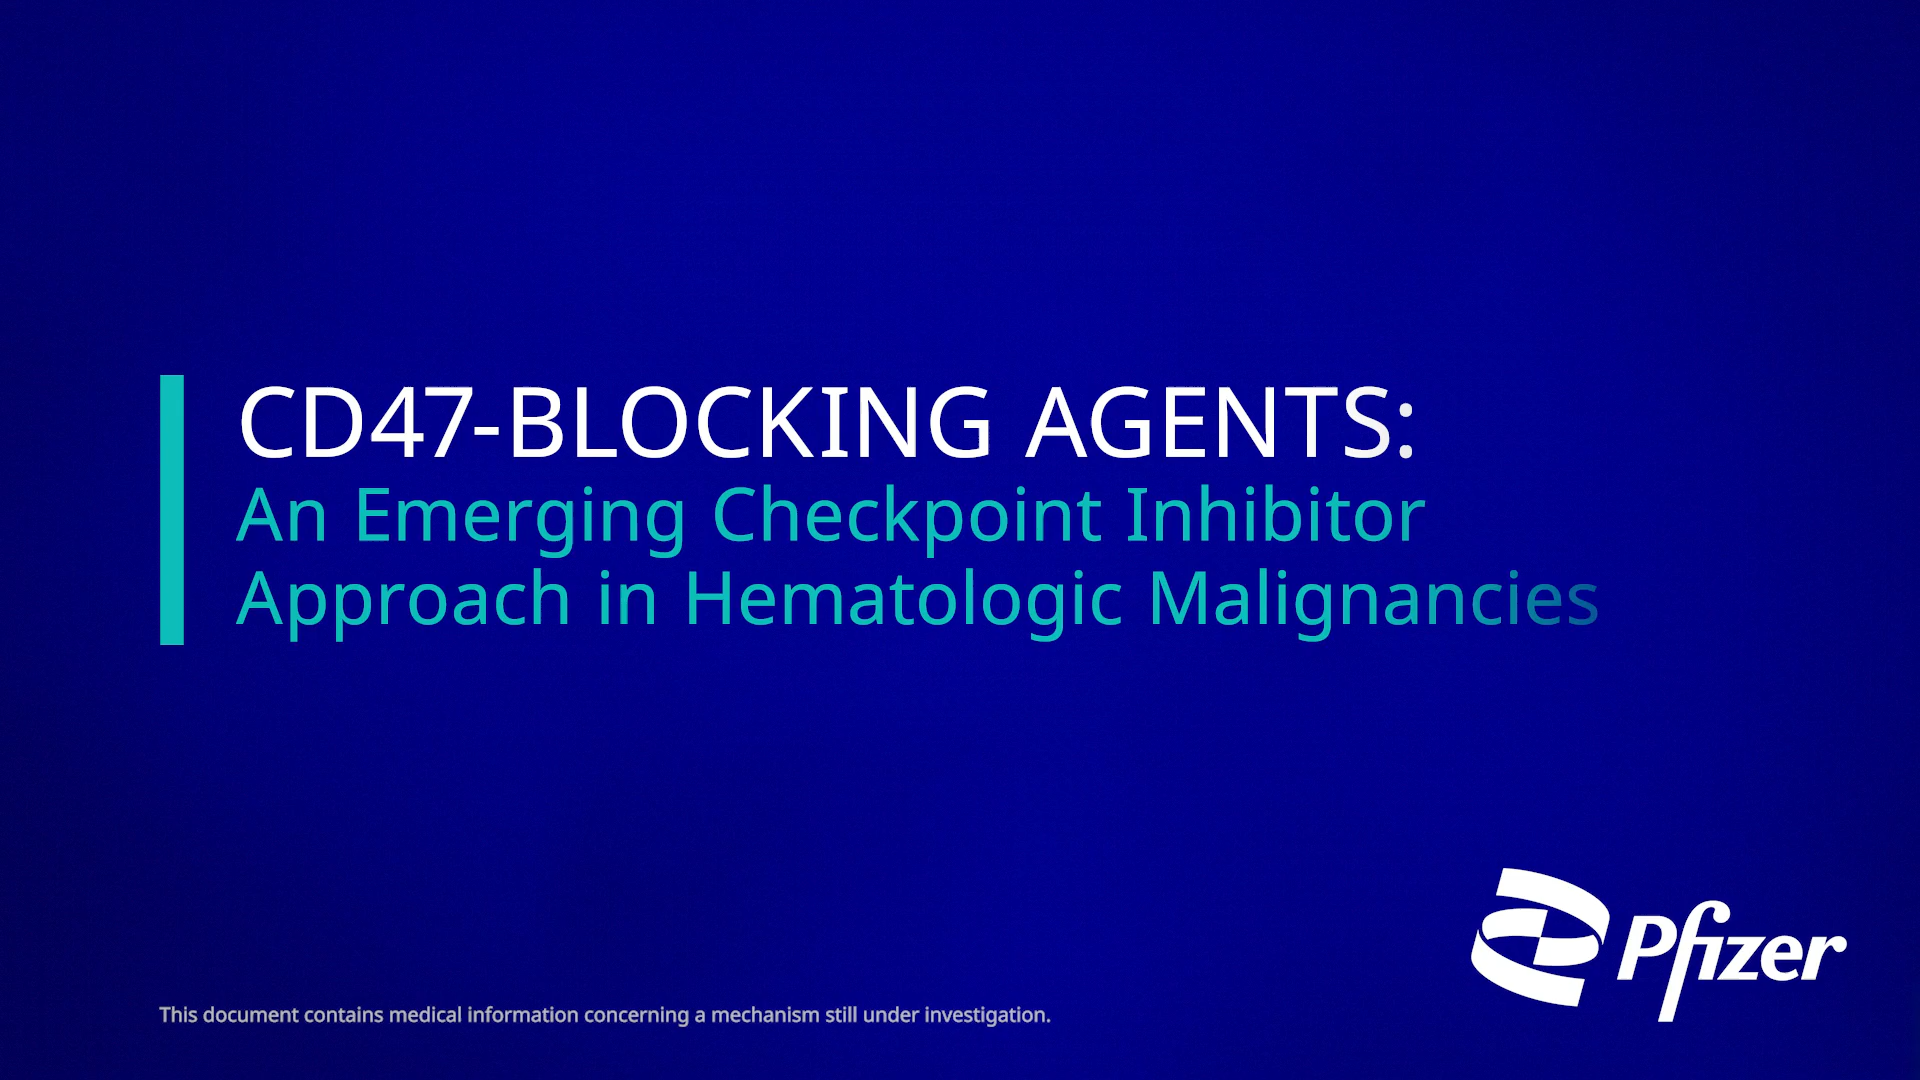 CD47-BLOCKING AGENTS:
An Emerging Checkpoint Inhibitor
Approach in Hematologic Malignancies
Pfizer
This document contains medical information concerning a mechanism still under investigation.